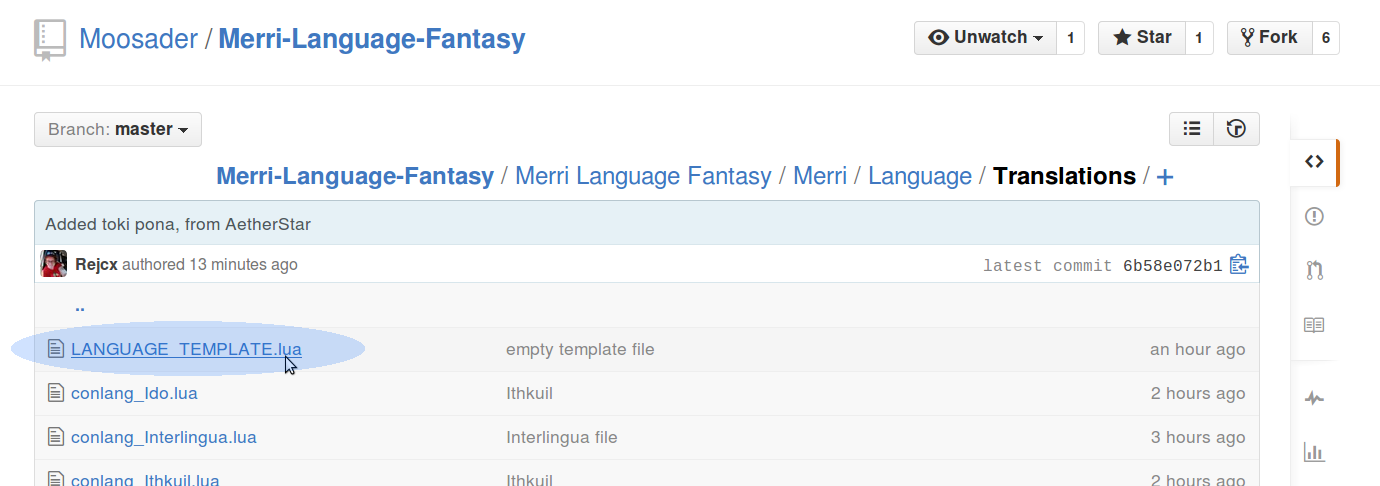 Moosader / Merri-Language-Fantasy
Unwatch 1 Star 1 Fork 6
Branch: master
Merri-Language-Fantasy / Merri Language Fantasy / Merri / Language / Translations / +
Added toki pona, from AetherStar
Rejcx authored 13 minutes ago latest commit 6b58e072b1
..
LANGUAGE_TEMPLATE.lua empty template file an hour ago
conlang_Ido.lua Ithkuil 2 hours ago
conlang_Interlingua.lua Interlingua file 3 hours ago
conlang_Ithkuil.lua Ithkuil 2 hours ago